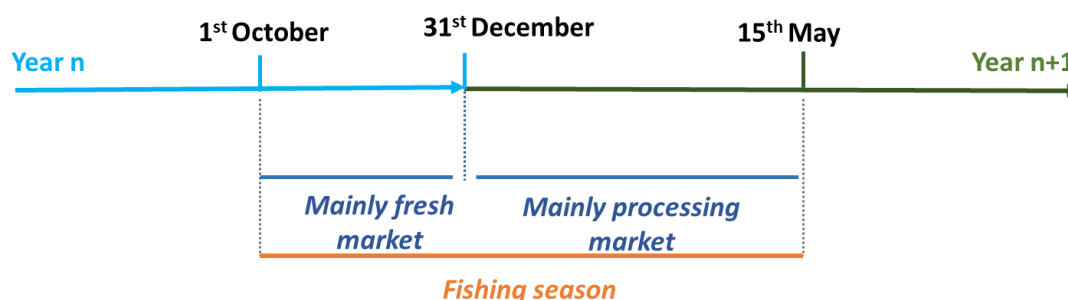 1st October
31st December
15th May
Year n
Year n+1
Mainly fresh
market
Mainly processing
market
Fishing season